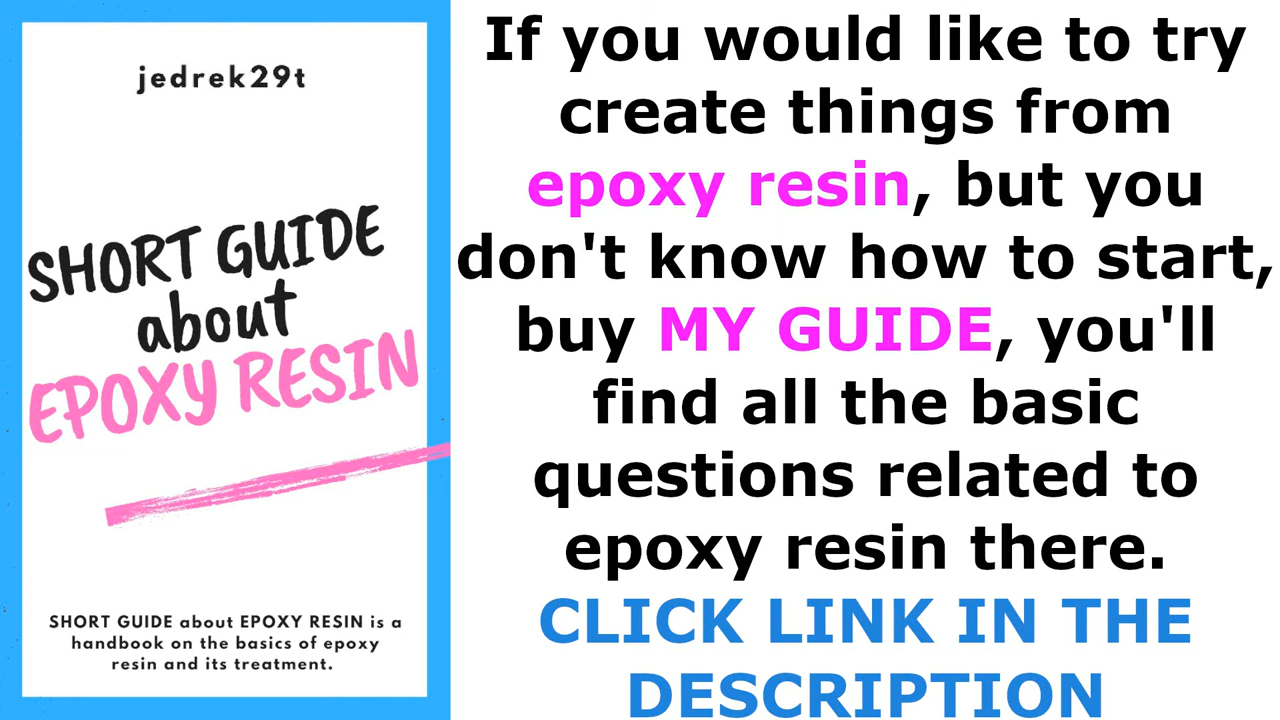 jedrek29t
SHORT GUIDE
about
EPOXY RESIN
SHORT GUIDE about EPOXY RESIN is a
handbook on the basics of epoxy
resin and its treatment.
If you would like to try
create things from
epoxy resin, but you
don't know how to start,
buy MY GUIDE, you'll
find all the basic
questions related to
epoxy resin there.
CLICK LINK IN THE
DESCRIPTION